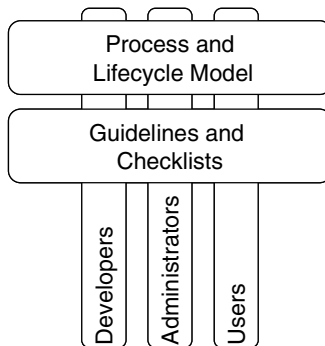 Process and
Lifecycle Model
Guidelines and
Checklists
Developers
Administrators
Users